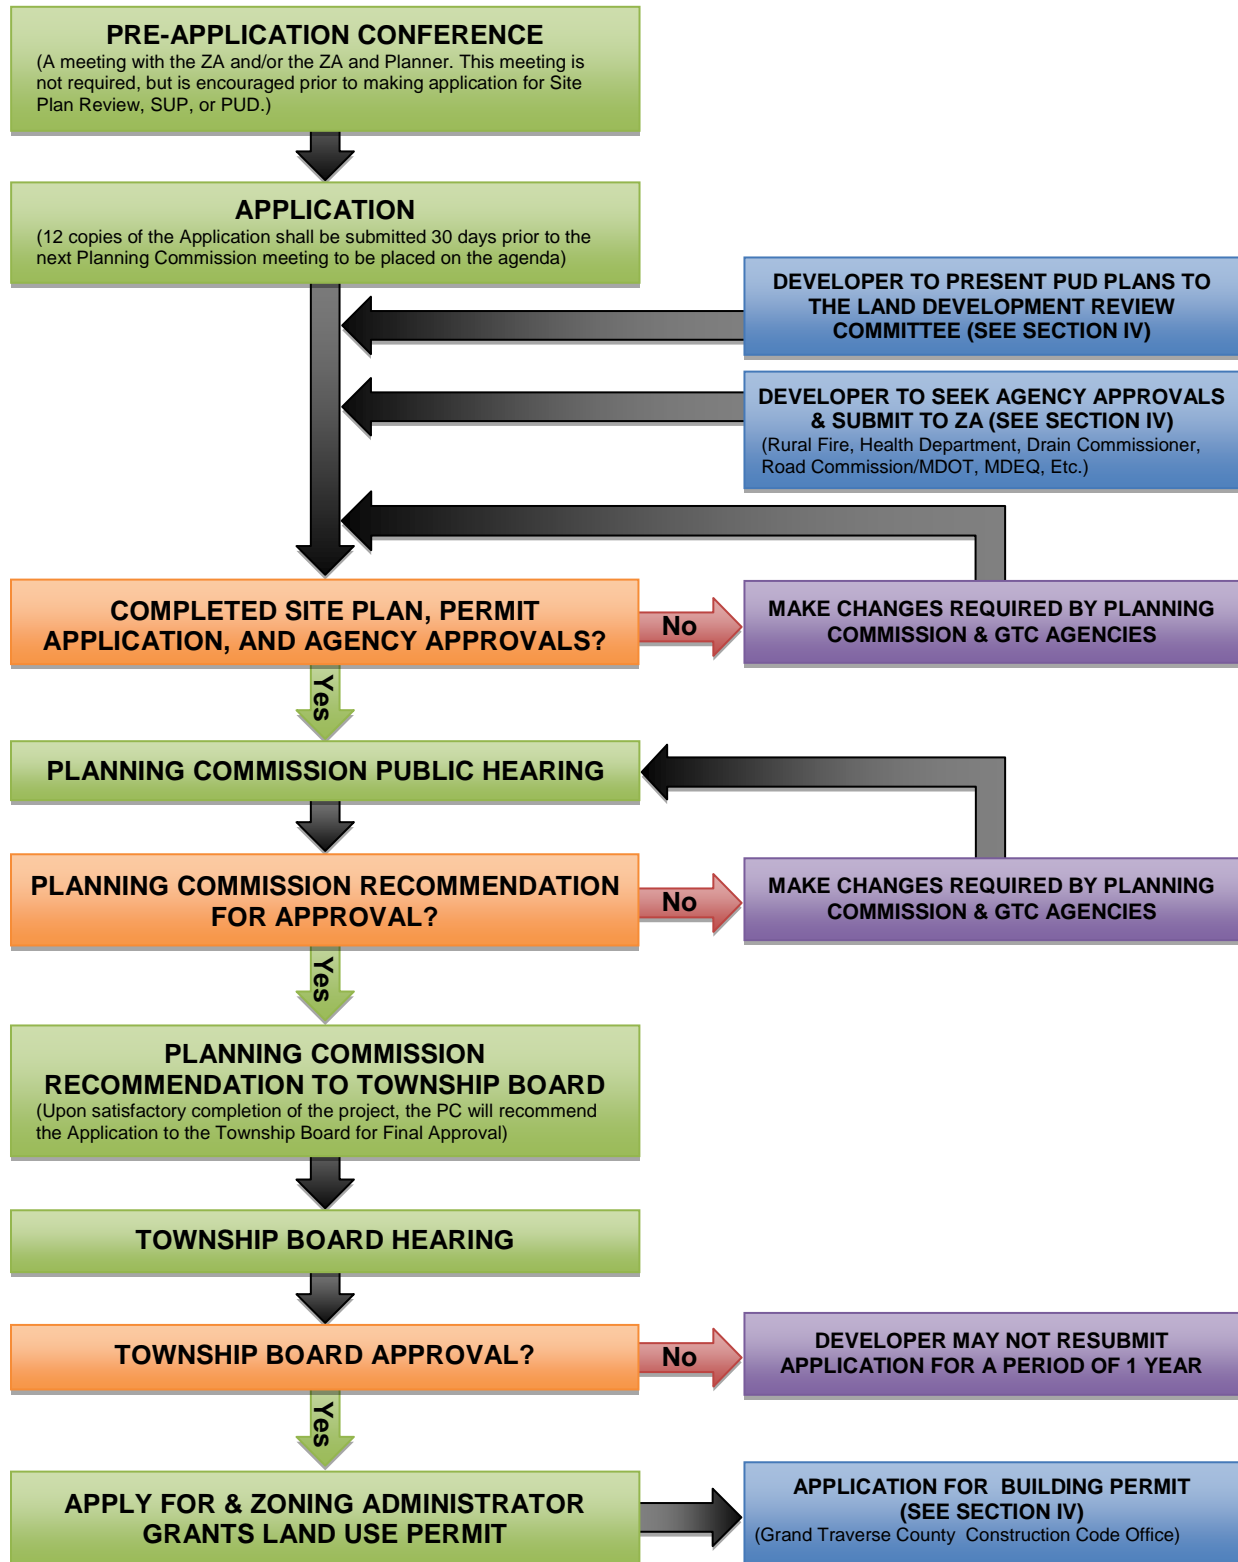 PRE-APPLICATION CONFERENCE
(A meeting with the ZA and/or the ZA and Planner. This meeting is
not required, but is encouraged prior to making application for Site
Plan Review, SUP, or PUD.)
APPLICATION
(12 copies of the Application shall be submitted 30 days prior to the
next Planning Commission meeting to be placed on the agenda)
DEVELOPER TO PRESENT PUD PLANS TO
THE LAND DEVELOPMENT REVIEW
COMMITTEE (SEE SECTION IV)
DEVELOPER TO SEEK AGENCY APPROVALS
& SUBMIT TO ZA (SEE SECTION IV)
(Rural Fire, Health Department, Drain Commissioner,
Road Commission/MDOT, MDEQ, Etc.)
COMPLETED SITE PLAN, PERMIT
APPLICATION, AND AGENCY APPROVALS?
No
MAKE CHANGES REQUIRED BY PLANNING
COMMISSION & GTC AGENCIES
Yes
PLANNING COMMISSION PUBLIC HEARING
PLANNING COMMISSION RECOMMENDATION
FOR APPROVAL?
No
MAKE CHANGES REQUIRED BY PLANNING
COMMISSION & GTC AGENCIES
Yes
PLANNING COMMISSION
RECOMMENDATION TO TOWNSHIP BOARD
(Upon satisfactory completion of the project, the PC will recommend
the Application to the Township Board for Final Approval)
TOWNSHIP BOARD HEARING
TOWNSHIP BOARD APPROVAL?
No
DEVELOPER MAY NOT RESUBMIT
APPLICATION FOR A PERIOD OF 1 YEAR
Yes
APPLY FOR & ZONING ADMINISTRATOR
GRANTS LAND USE PERMIT
APPLICATION FOR BUILDING PERMIT
(SEE SECTION IV)
(Grand Traverse County Construction Code Office)